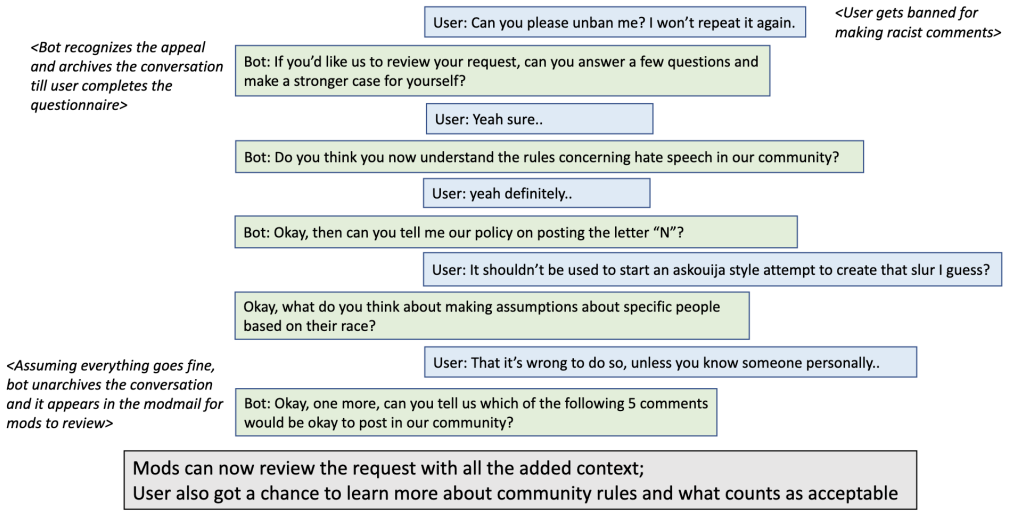 User: Can you please unban me? I won’t repeat it again.
<User gets banned for
making racist comments>
<Bot recognizes the appeal
and archives the conversation
till user completes the
questionnaire>
Bot: If you’d like us to review your request, can you answer a few questions and
make a stronger case for yourself?
User: Yeah sure..
Bot: Do you think you now understand the rules concerning hate speech in our community?
User: yeah definitely..
Bot: Okay, then can you tell me our policy on posting the letter “N”?
User: It shouldn’t be used to start an askouija style attempt to create that slur I guess?
Okay, what do you think about making assumptions about specific people
based on their race?
User: That it’s wrong to do so, unless you know someone personally..
<Assuming everything goes fine,
bot unarchives the conversation
and it appears in the modmail for
mods to review>
Bot: Okay, one more, can you tell us which of the following 5 comments
would be okay to post in our community?
Mods can now review the request with all the added context;
User also got a chance to learn more about community rules and what counts as acceptable